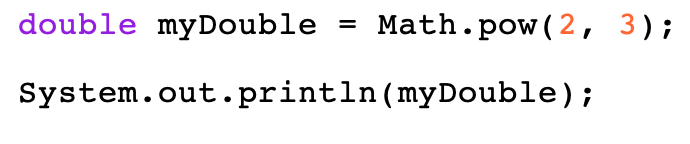 double myDouble = Math.pow(2, 3);
System.out.println(myDouble);